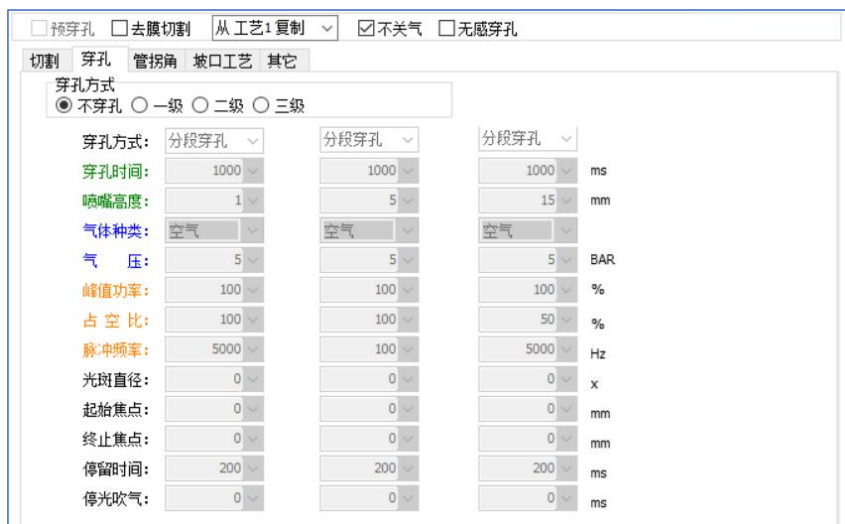 预穿孔 去膜切割 从 工艺1 复制 不关气 无感穿孔
切割 穿孔 管拐角 坡口工艺 其它
穿孔方式
不穿孔 一级 二级 三级
穿孔方式: 分段穿孔 分段穿孔 分段穿孔
穿孔时间: 1000 1000 1000 ms
喷嘴高度: 1 5 15 mm
气体种类: 空气 空气 空气
气 压: 5 5 5 BAR
峰值功率: 100 100 100 %
占 空 比: 100 100 50 %
脉冲频率: 5000 100 5000 Hz
光斑直径: 0 0 0 x
起始焦点: 0 0 0 mm
终止焦点: 0 0 0 mm
停留时间: 200 200 200 ms
停光吹气: 0 0 0 ms